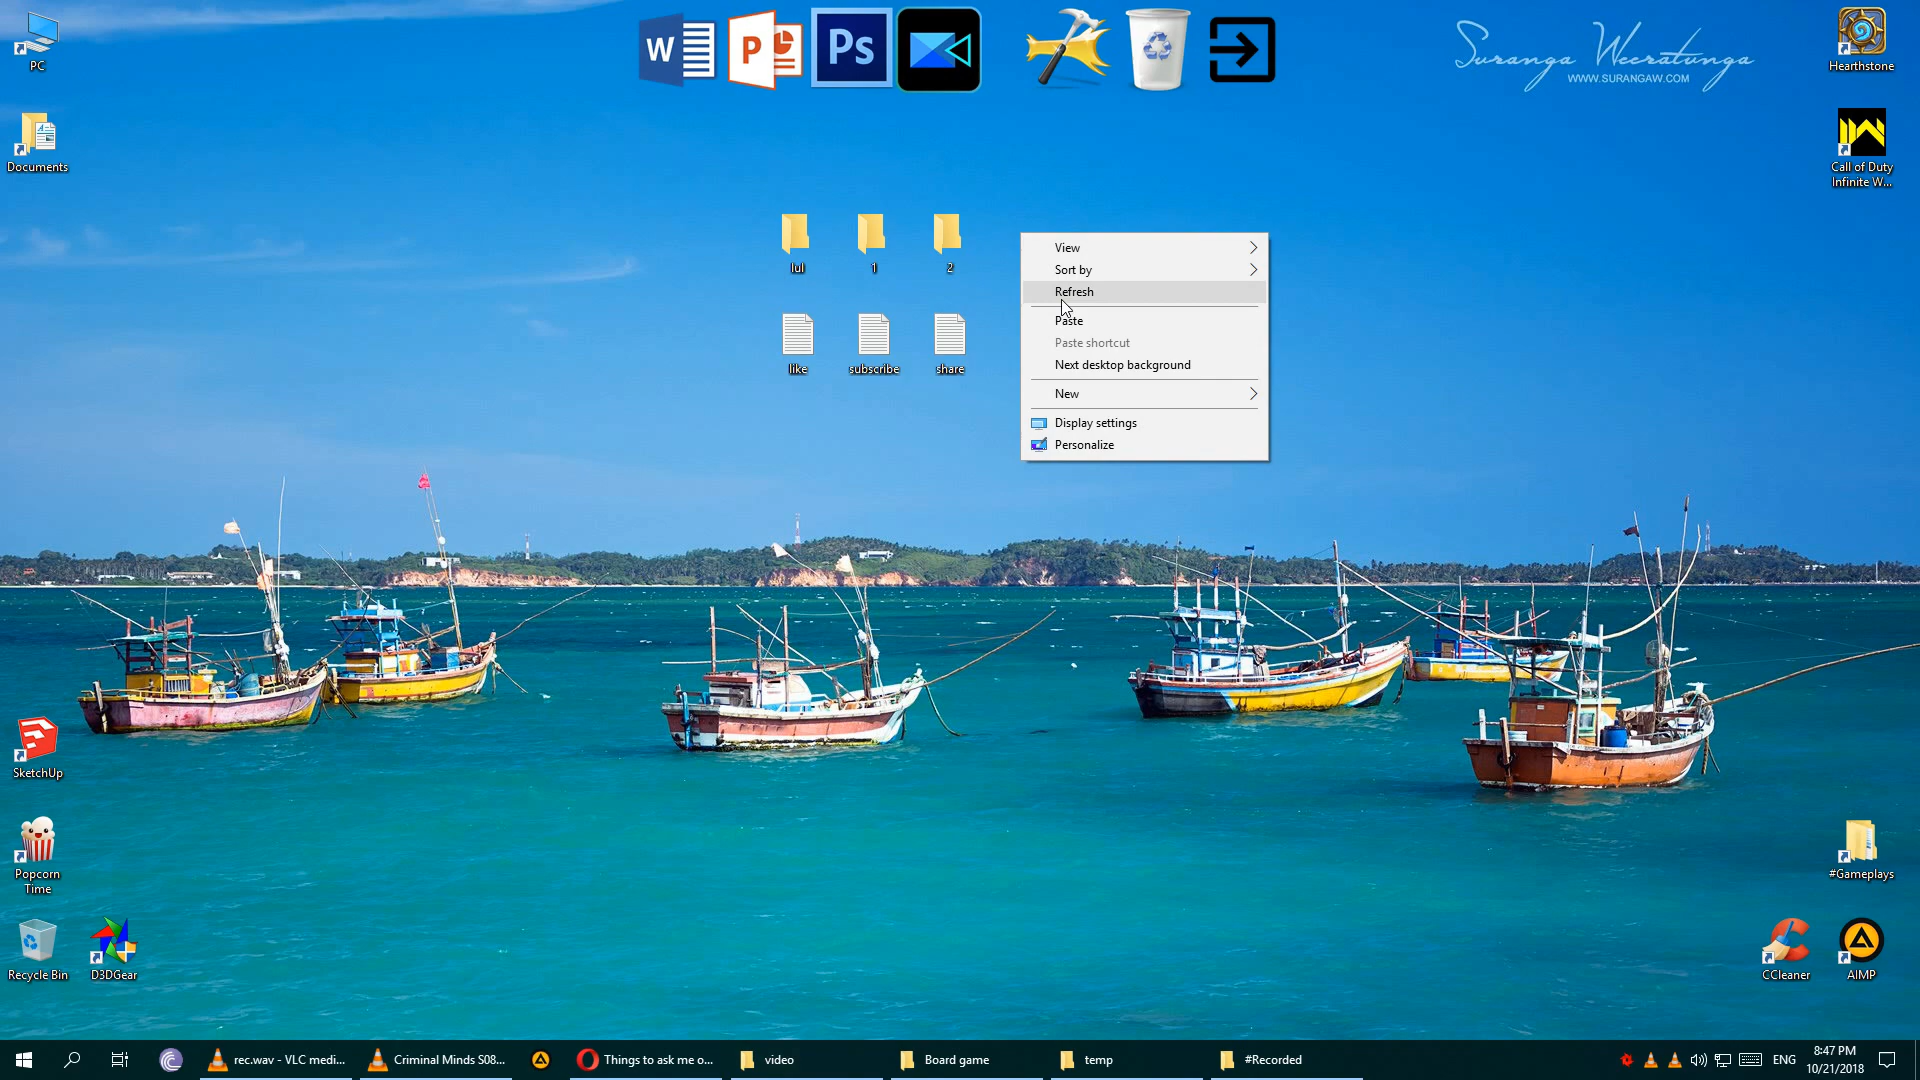 W
P
Ps
Suranga Weeratunga
WWW.SURANGAW.COM
PC
Documents
Hearthstone
Call of Duty
Infinite W...
lul
1
2
like
subscribe
share
View
Sort by
Refresh
Paste
Paste shortcut
Next desktop background
New
Display settings
Personalize
SketchUp
Popcorn
Time
Recycle Bin
D3DGear
#Gameplays
CCleaner
AIMP
rec.wav - VLC medi...
Criminal Minds S08...
Things to ask me o...
video
Board game
temp
#Recorded
ENG
8:47 PM
10/21/2018